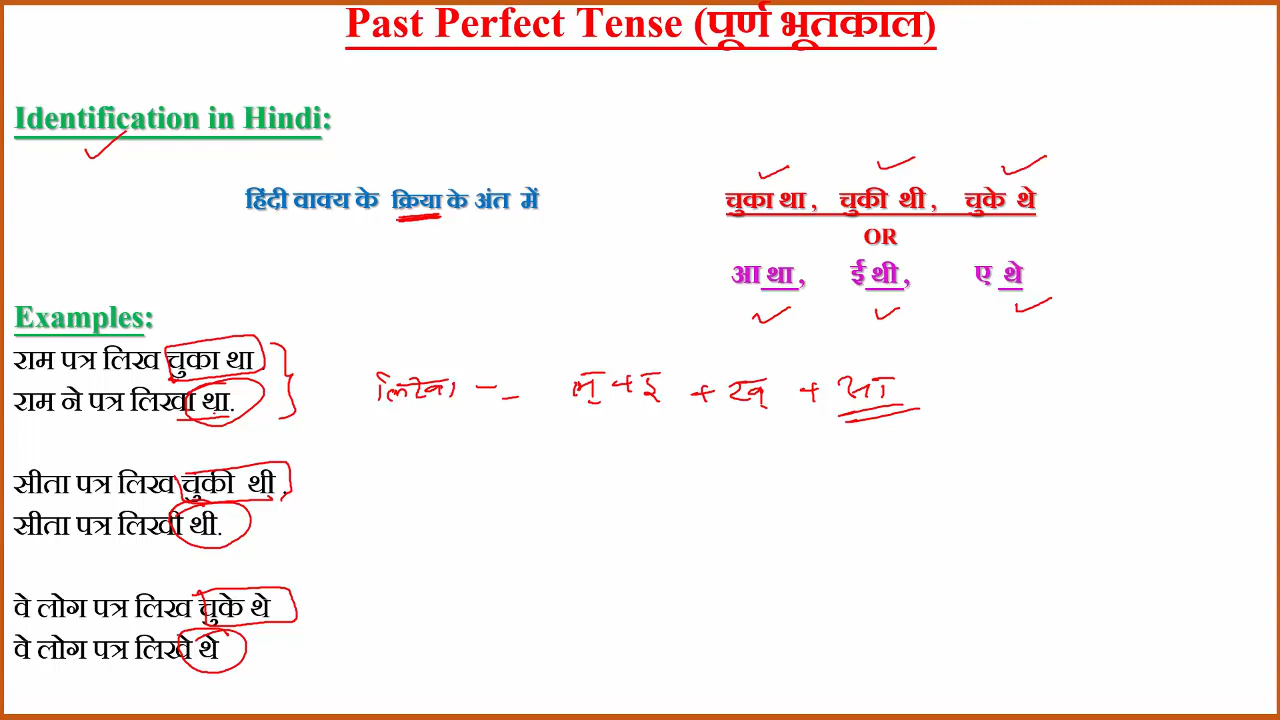 Past Perfect Tense (पूर्ण भूतकाल)
Identification in Hindi:
हिंदी वाक्य के क्रिया के अंत में
चुका था , चुकी थी , चुके थे
OR
आ था , ई थी , ए थे
Examples:
राम पत्र लिख चुका था .
राम ने पत्र लिखा था.
लिखा - - ल् + इ + ख् + आ
सीता पत्र लिख चुकी थी .
सीता पत्र लिखी थी.
वे लोग पत्र लिख चुके थे
वे लोग पत्र लिखे थे